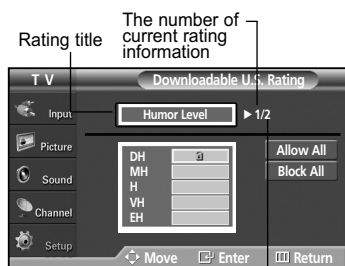 The number of
current rating
information
Rating title
T V
Downloadable U.S. Rating
Input
Humor Level
▶ 1/2
Picture
Sound
Channel
Setup
DH
MH
H
VH
EH
Allow All
Block All
Move
Enter
Return